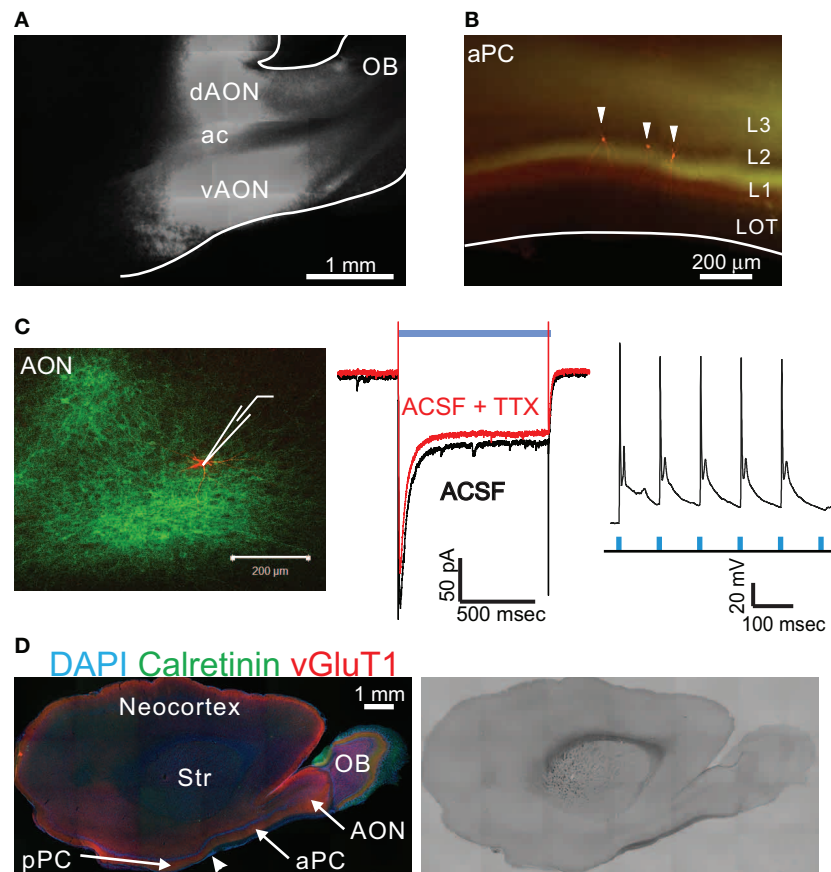 A
OB
dAON
ac
vAON
1 mm
B
aPC
L3
L2
L1
LOT
200 µm
C
AON
200 µm
ACSF + TTX
ACSF
50 pA
500 msec
20 mV
100 msec
D
DAPI Calretinin vGluT1
1 mm
Neocortex
Str
OB
AON
aPC
pPC